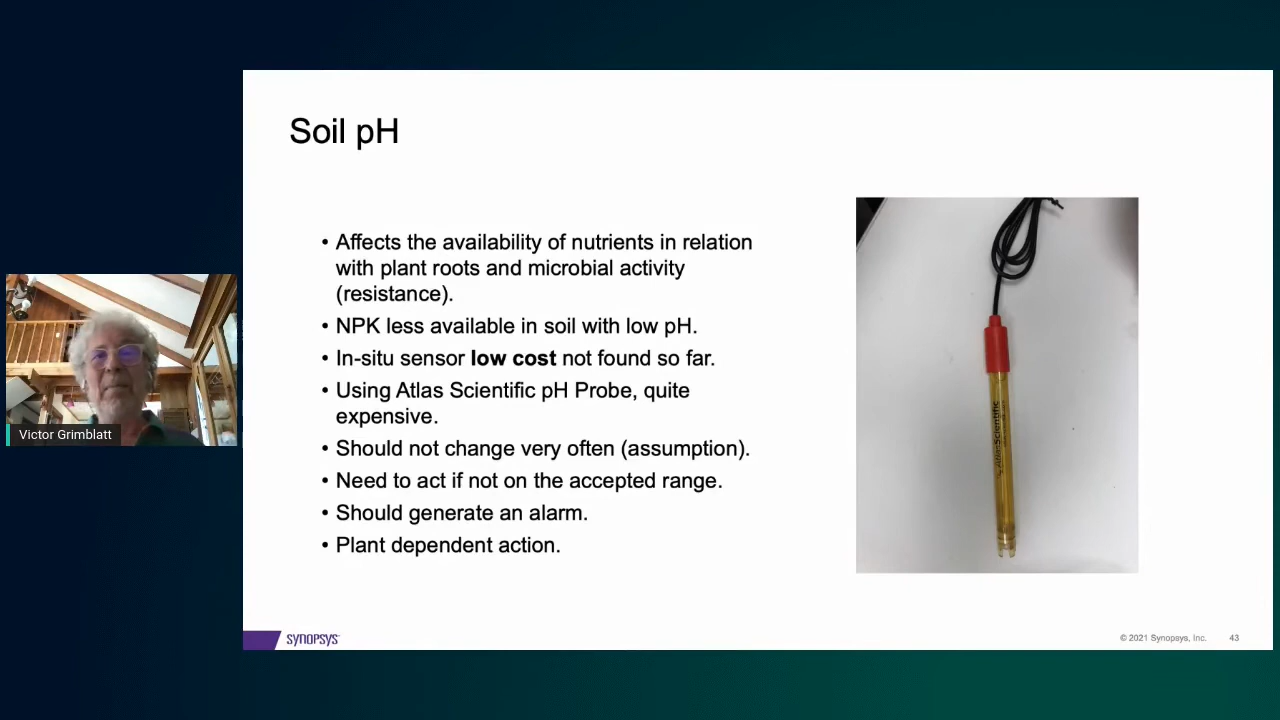 Soil pH
• Affects the availability of nutrients in relation
with plant roots and microbial activity
(resistance).
• NPK less available in soil with low pH.
• In-situ sensor low cost not found so far.
• Using Atlas Scientific pH Probe, quite
expensive.
• Should not change very often (assumption).
• Need to act if not on the accepted range.
• Should generate an alarm.
• Plant dependent action.
AtlasScientific
Victor Grimblatt
SYNOPSYS
© 2021 Synopsys, Inc. 43